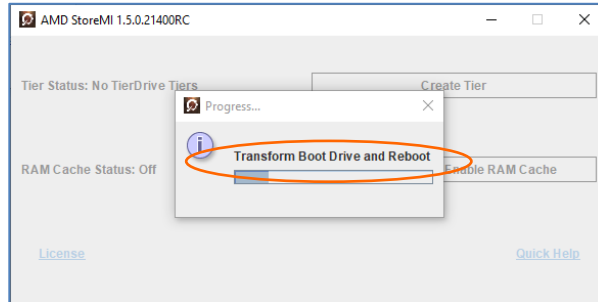 AMD StoreMI 1.5.0.21400RC
Tier Status: No TierDrive Tiers
Create Tier
Progress...
Transform Boot Drive and Reboot
RAM Cache Status: Off
Enable RAM Cache
License
Quick Help